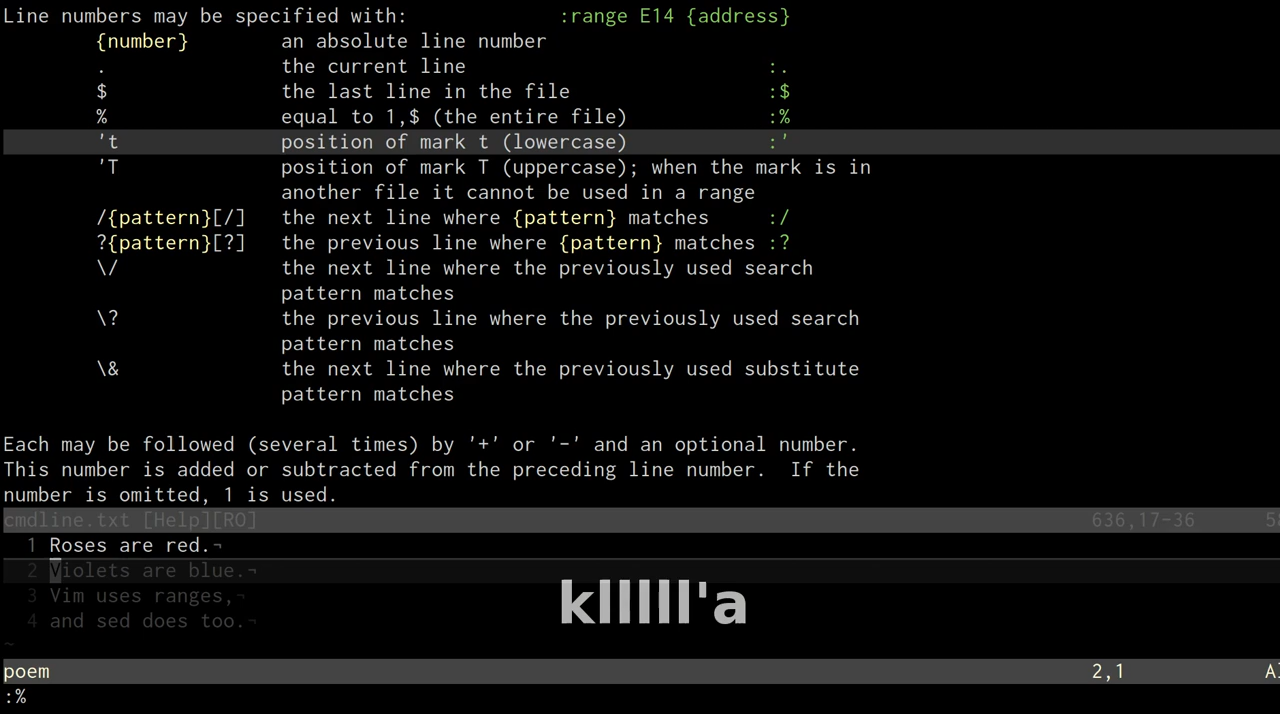 Line numbers may be specified with: :range E14 {address}
{number} an absolute line number
. the current line :.
$ the last line in the file :$
% equal to 1,$ (the entire file) :%
't position of mark t (lowercase) :'
'T position of mark T (uppercase); when the mark is in
another file it cannot be used in a range
/{pattern}[/] the next line where {pattern} matches :/
?{pattern}[?] the previous line where {pattern} matches :?
\/ the next line where the previously used search
pattern matches
\? the previous line where the previously used search
pattern matches
\& the next line where the previously used substitute
pattern matches
Each may be followed (several times) by '+' or '-' and an optional number.
This number is added or subtracted from the preceding line number. If the
number is omitted, 1 is used.
cmdline.txt [Help][RO] 636,17-36 58
1 Roses are red.¬
2 Violets are blue.¬
3 Vim uses ranges,¬
4 and sed does too.¬
~
klllll'a
poem 2,1
:%